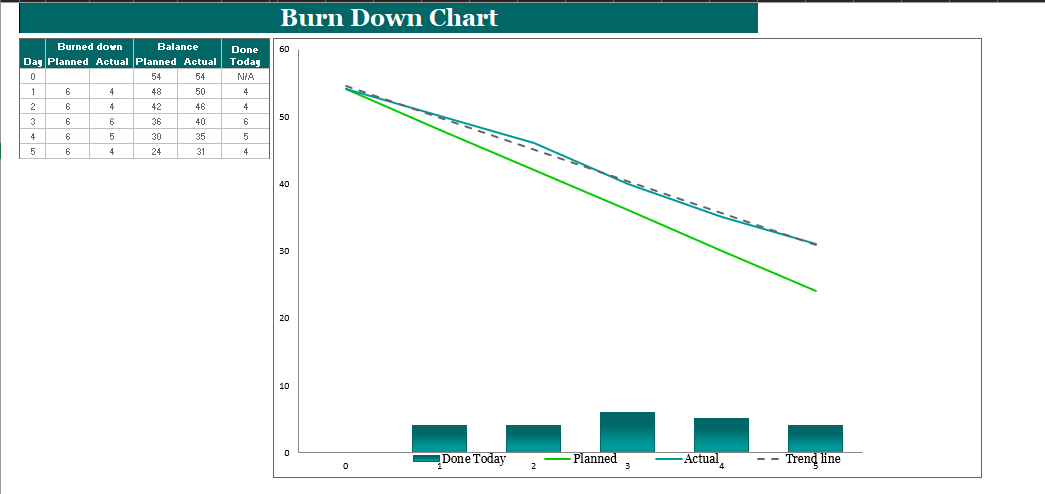 Burn Down Chart
Burned down Balance Done
Day Planned Actual Planned Actual Today
0 54 54 N/A
1 6 4 48 50 4
2 6 4 42 46 4
3 6 6 36 40 6
4 6 5 30 35 5
5 6 4 24 31 4
60
50
40
30
20
10
0
Done Today Planned Actual Trend line
0 1 2 3 4 5